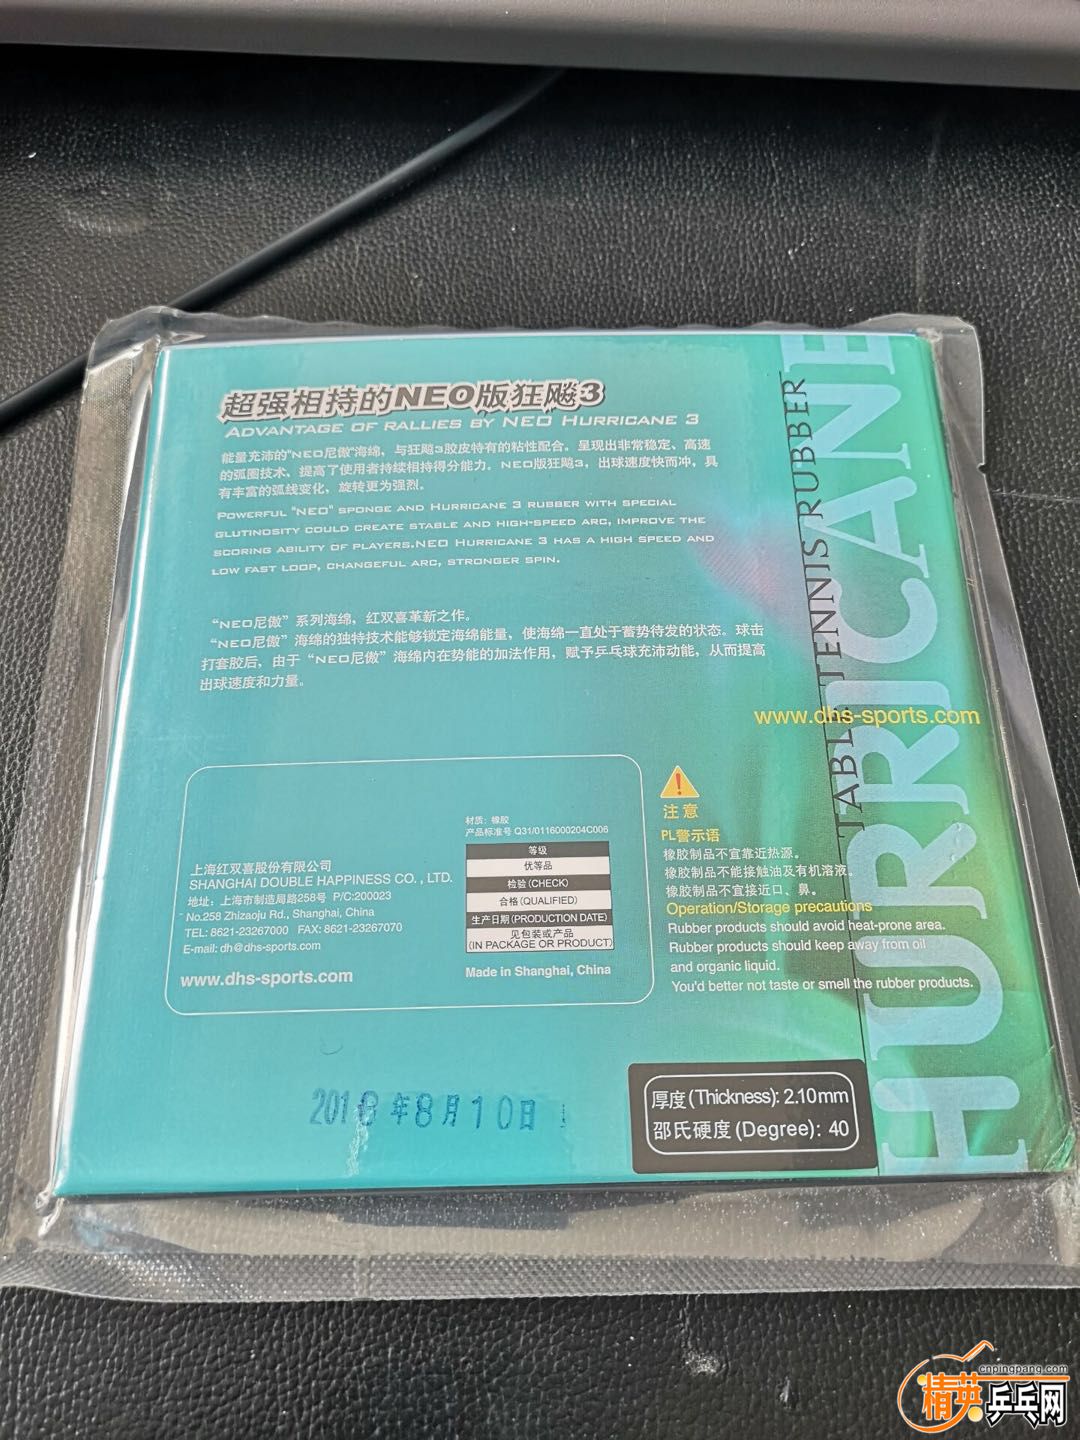 超强相持的NEO版狂飚3
ADVANTAGE OF RALLIES BY NEO HURRICANE 3
能量充沛的"NEO尼傲"海绵，与狂飚3胶皮特有的粘性配合。呈现出非常稳定、高速
的弧圈技术，提高了使用者持续相持得分能力。NEO版狂飚3，出球速度快而冲，具
有丰富的弧线变化，旋转更为强烈。
POWERFUL "NEO" SPONGE AND HURRICANE 3 RUBBER WITH SPECIAL
GLUTINOSITY COULD CREATE STABLE AND HIGH-SPEED ARC, IMPROVE THE
SCORING ABILITY OF PLAYERS.NEO HURRICANE 3 HAS A HIGH SPEED AND
LOW FAST LOOP, CHANGEFUL ARC, STRONGER SPIN.
“NEO尼傲”系列海绵，红双喜革新之作。
“NEO尼傲”海绵的独特技术能够锁定海绵能量，使海绵一直处于蓄势待发的状态。球击
打套胶后，由于“NEO尼傲”海绵内在势能的加法作用，赋予乒乓球充沛动能，从而提高
出球速度和力量。
HURRICANE
TABLE TENNIS RUBBER
www.dhs-sports.com
上海红双喜股份有限公司
SHANGHAI DOUBLE HAPPINESS CO., LTD.
地址：上海市制造局路258号 P/C:200023
No.258 Zhizaoju Rd., Shanghai, China
TEL: 8621-23267000 FAX: 8621-23267070
E-mail: dh@dhs-sports.com
www.dhs-sports.com
材质：橡胶
产品标准号 Q31/0116000204C006
等级
优等品
检验(CHECK)
合格(QUALIFIED)
生产日期(PRODUCTION DATE)
见包装或产品
(IN PACKAGE OR PRODUCT)
Made in Shanghai, China
注意
PL警示语
橡胶制品不宜靠近热源。
橡胶制品不能接触油及有机溶液。
橡胶制品不宜接近口、鼻。
Operation/Storage precautions
Rubber products should avoid heat-prone area.
Rubber products should keep away from oil
and organic liquid.
You'd better not taste or smell the rubber products.
2018年8月10日
厚度(Thickness): 2.10mm
邵氏硬度(Degree): 40
cnpingpang.com
精英乒乓网